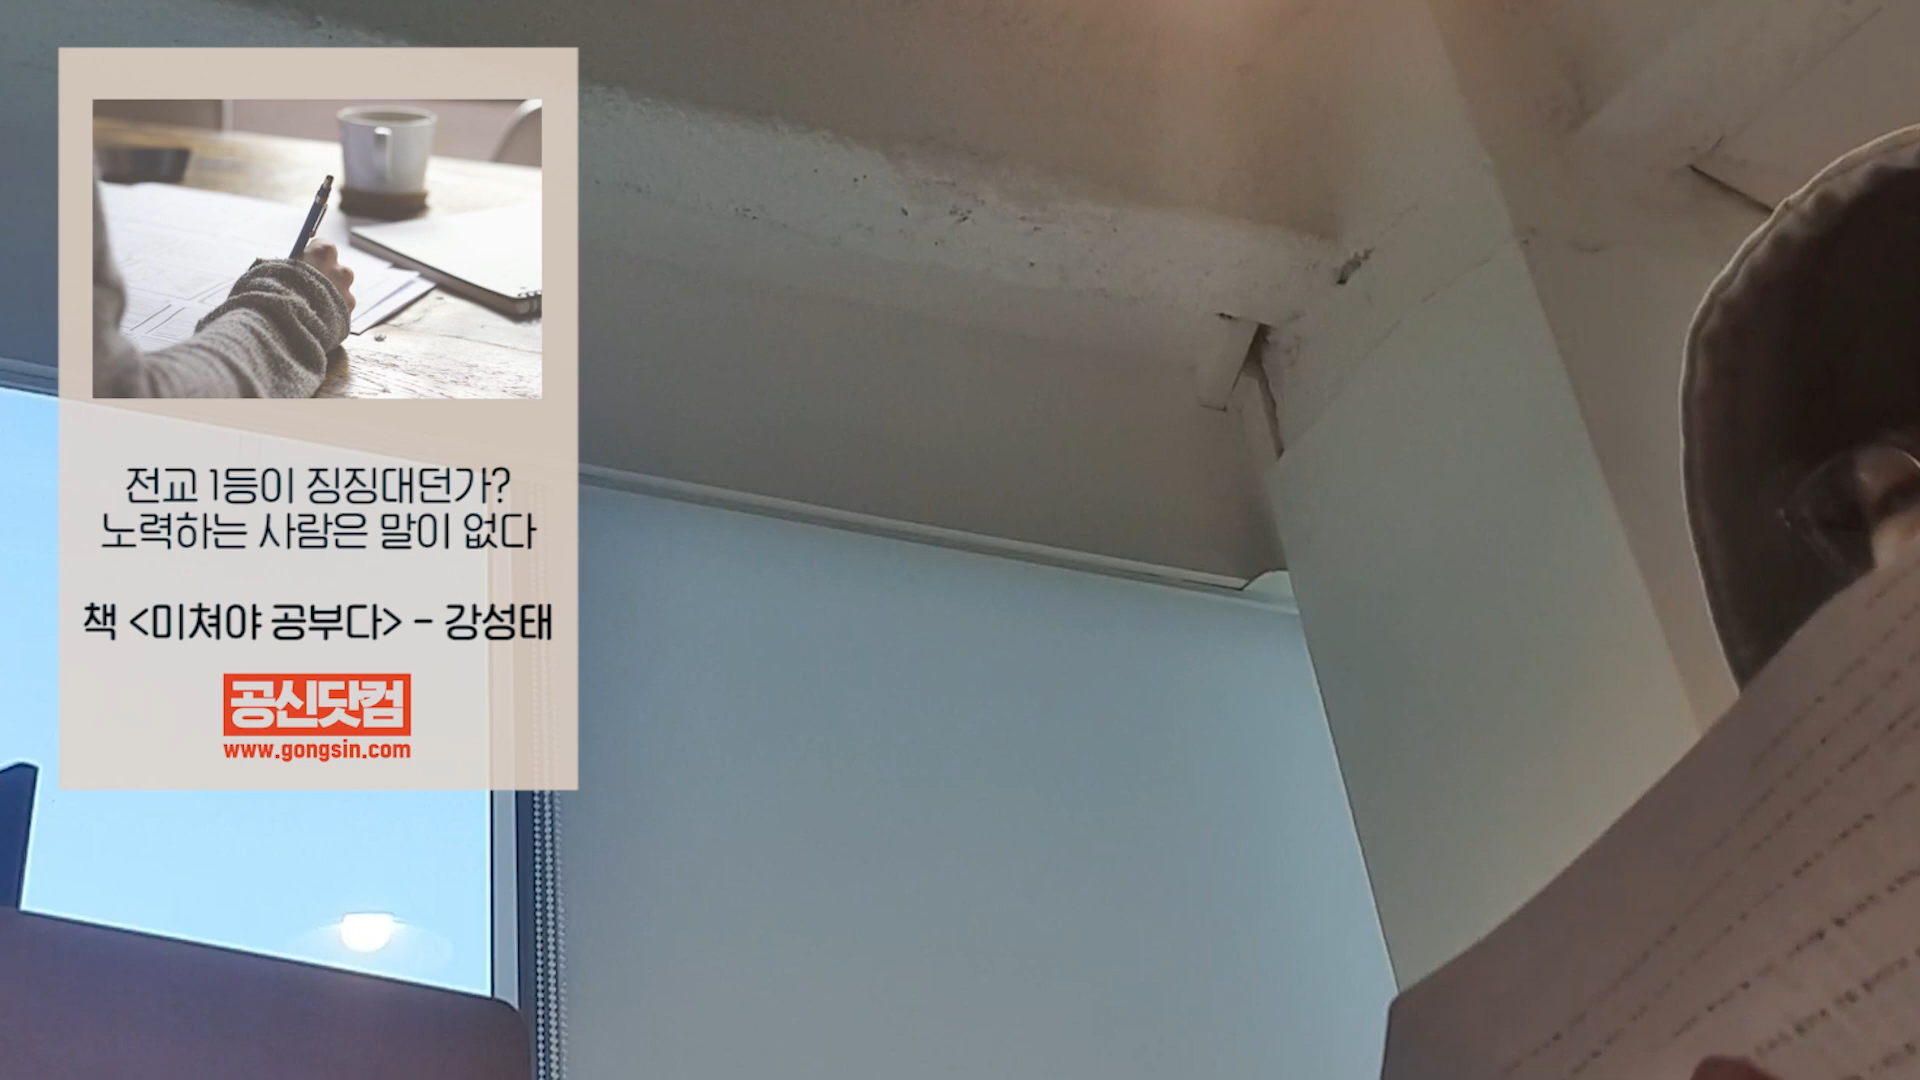 전교 1등이 징징대던가?
노력하는 사람은 말이 없다
책 <미쳐야 공부다> - 강성태
공신닷컴
www.gongsin.com